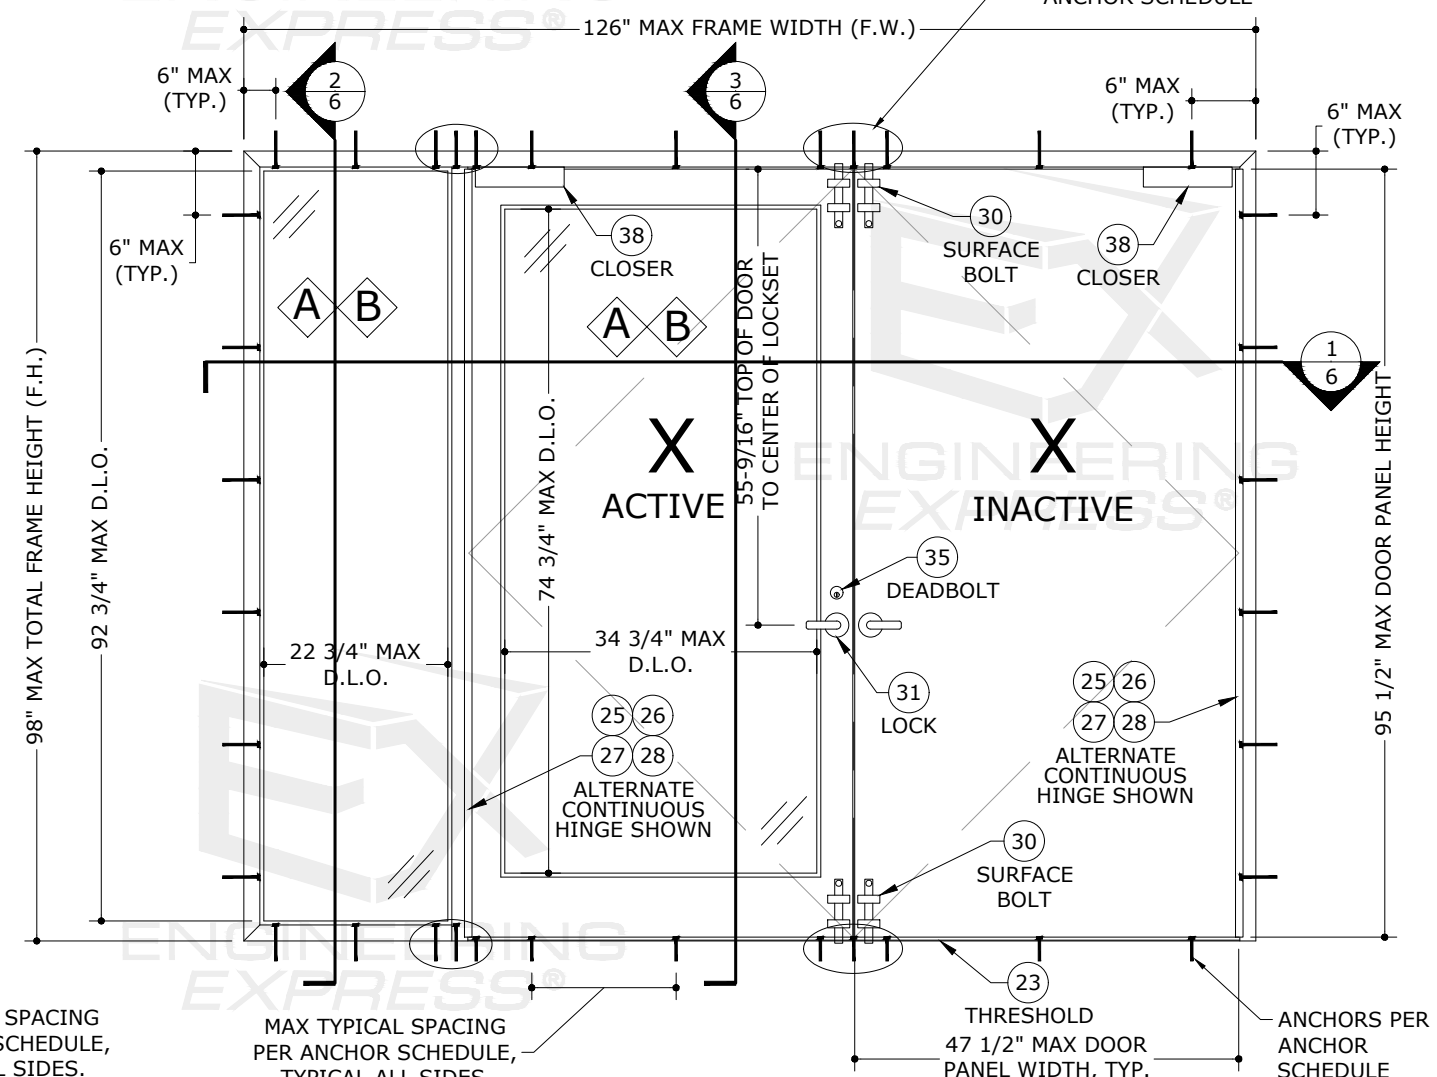 EXPRESS®
ANCHOR SCHEDULE
126" MAX FRAME WIDTH (F.W.)
6" MAX
(TYP.)
2
6
3
6
6" MAX
(TYP.)
6" MAX
(TYP.)
6" MAX
(TYP.)
38
CLOSER
30
SURFACE
BOLT
38
CLOSER
A B
A B
1
6
98" MAX TOTAL FRAME HEIGHT (F.H.)
92 3/4" MAX D.L.O.
74 3/4" MAX D.L.O.
55-9/16" TOP OF DOOR
TO CENTER OF LOCKSET
95 1/2" MAX DOOR PANEL HEIGHT
X
ACTIVE
X
INACTIVE
EX
ENGINEERING
EXPRESS®
35
DEADBOLT
22 3/4" MAX
D.L.O.
34 3/4" MAX
D.L.O.
31
LOCK
25 26
27 28
ALTERNATE
CONTINUOUS
HINGE SHOWN
25 26
27 28
ALTERNATE
CONTINUOUS
HINGE SHOWN
30
SURFACE
BOLT
EX
ENGINEERING
EXPRESS®
23
THRESHOLD
47 1/2" MAX DOOR
PANEL WIDTH, TYP.
SPACING
SCHEDULE,
L SIDES.
MAX TYPICAL SPACING
PER ANCHOR SCHEDULE,
TYPICAL ALL SIDES
ANCHORS PER
ANCHOR
SCHEDULE